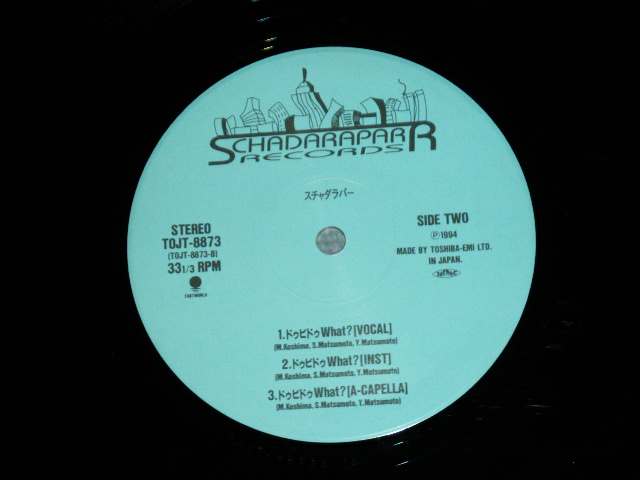 SCHADARAPARR
RECORDS
スチャダラパー
STEREO
TOJT-8873
(TOJT-8873-B)
33 1/3 RPM
EASTWORLD
SIDE TWO
Ⓟ1994
MADE BY TOSHIBA-EMI LTD.
IN JAPAN.
1.ドゥビドゥWhat?[VOCAL]
(M.Koshima, S.Matsumoto, Y.Matsumoto)
2.ドゥビドゥWhat?[INST]
(M.Koshima, S.Matsumoto, Y.Matsumoto)
3.ドゥビドゥWhat?[A-CAPELLA]
(M.Koshima, S.Matsumoto, Y.Matsumoto)